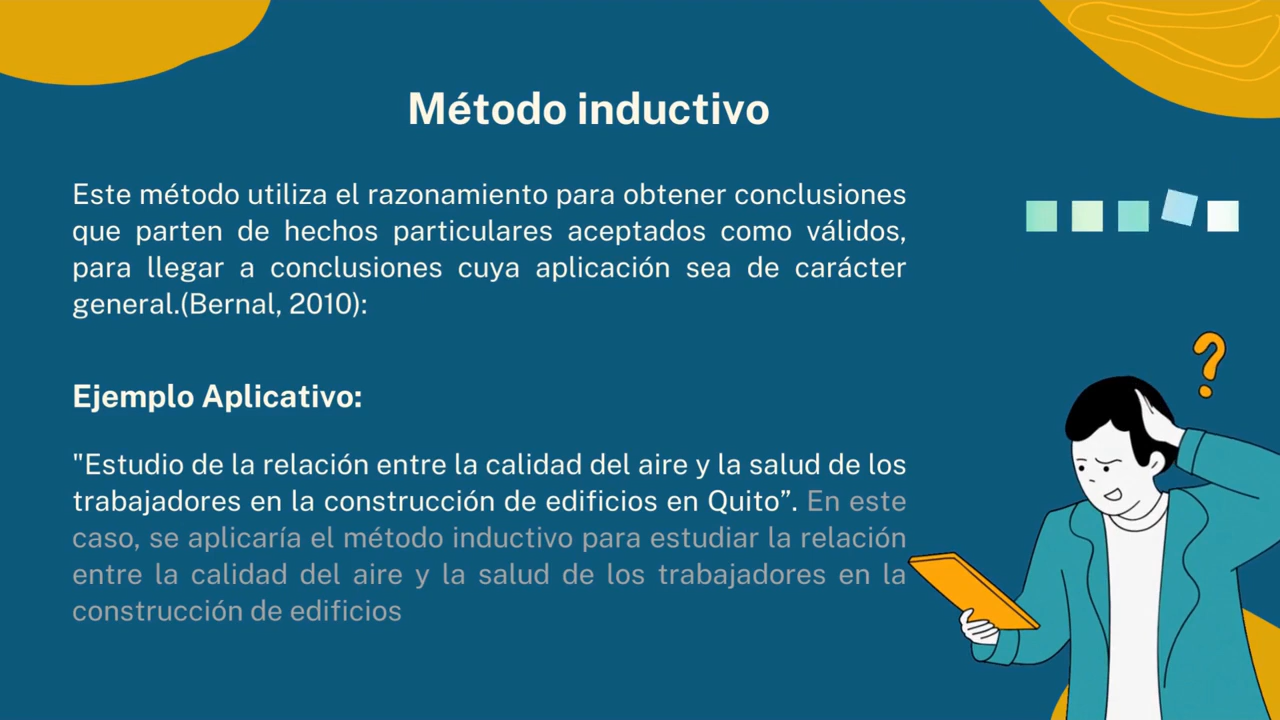 Método inductivo
Este método utiliza el razonamiento para obtener conclusiones
que parten de hechos particulares aceptados como válidos,
para llegar a conclusiones cuya aplicación sea de carácter
general.(Bernal, 2010):
Ejemplo Aplicativo:
"Estudio de la relación entre la calidad del aire y la salud de los
trabajadores en la construcción de edificios en Quito”. En este
caso, se aplicaría el método inductivo para estudiar la relación
entre la calidad del aire y la salud de los trabajadores en la
construcción de edificios
?